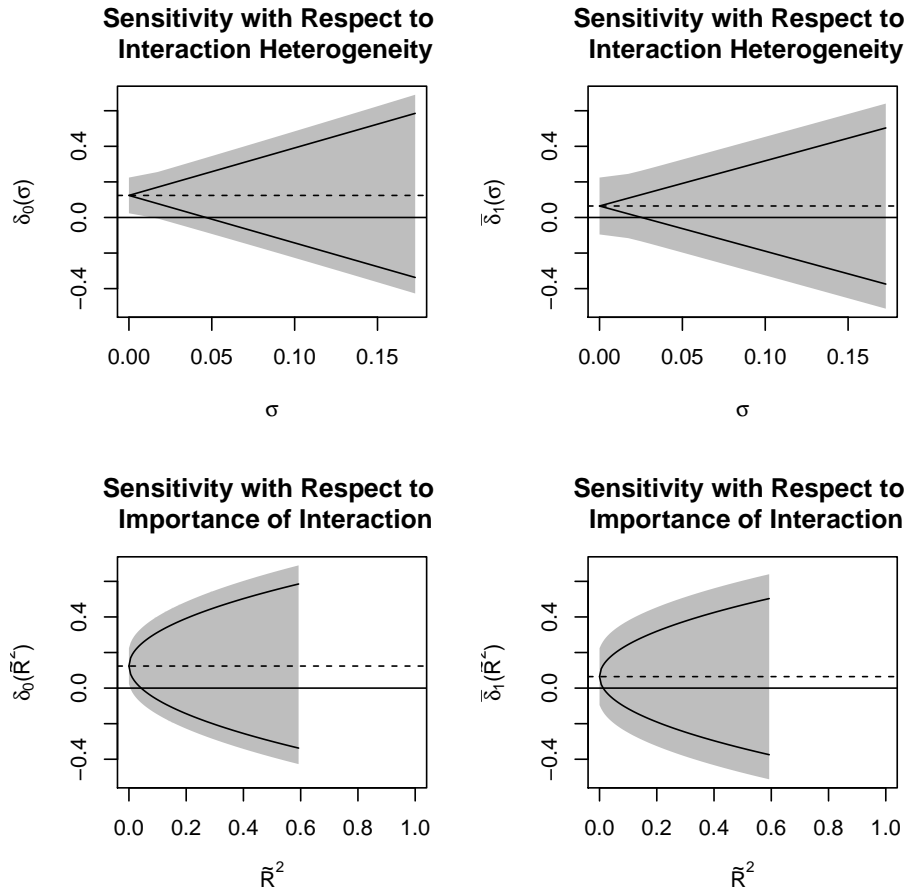 Sensitivity with Respect to
Interaction Heterogeneity
δ₀(σ)
0.4
0.0
−0.4
0.00 0.05 0.10 0.15
σ
Sensitivity with Respect to
Interaction Heterogeneity
δ̅₁(σ)
0.4
0.0
−0.4
0.00 0.05 0.10 0.15
σ
Sensitivity with Respect to
Importance of Interaction
δ₀(R̃²)
0.4
0.0
−0.4
0.0 0.2 0.4 0.6 0.8 1.0
R̃²
Sensitivity with Respect to
Importance of Interaction
δ̅₁(R̃²)
0.4
0.0
−0.4
0.0 0.2 0.4 0.6 0.8 1.0
R̃²